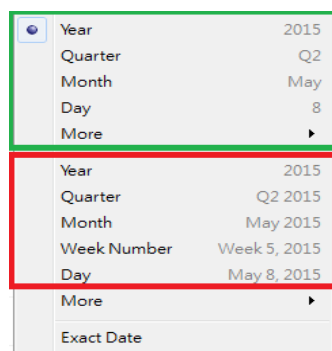 Year 2015
Quarter Q2
Month May
Day 8
More
Year 2015
Quarter Q2 2015
Month May 2015
Week Number Week 5, 2015
Day May 8, 2015
More
Exact Date